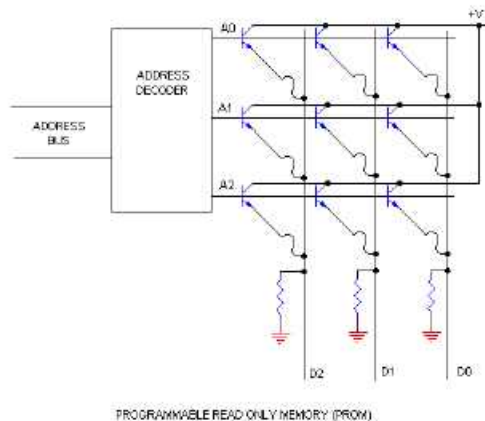 +V
A0
ADDRESS
DECODER
A1
ADDRESS
BUS
A2
D2
D1
D0
PROGRAMMABLE READ ONLY MEMORY (PROM)